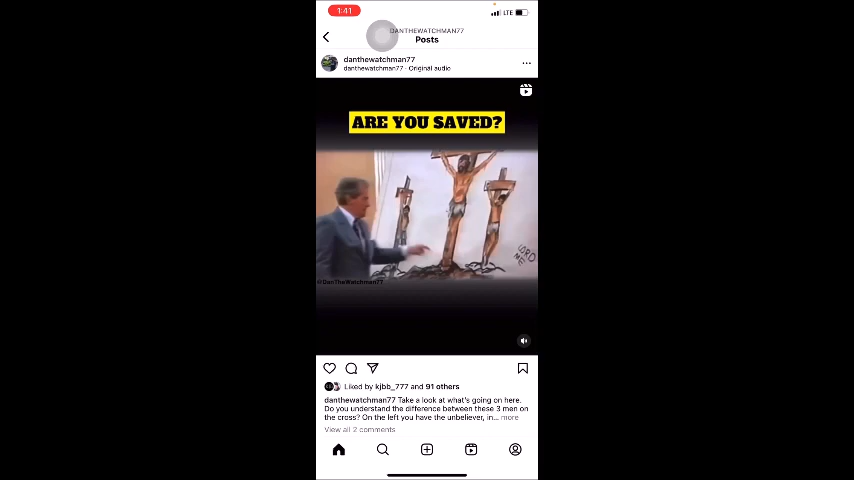 1:41
LTE
DANTHEWATCHMAN77
Posts
danthewatchman77
danthewatchman77 · Original audio
ARE YOU SAVED?
@DanTheWatchman77
Liked by kjbb_777 and 91 others
danthewatchman77 Take a look at what's going on here.
Do you understand the difference between these 3 men on
the cross? On the left you have the unbeliever, in... more
View all 2 comments